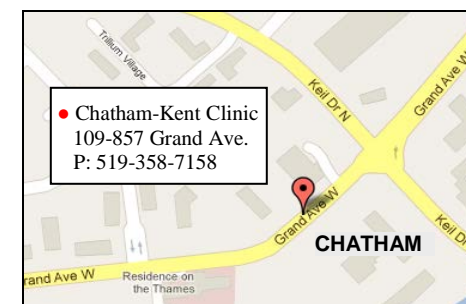 Trillium Village
Keil Dr N
Grand Ave W
● Chatham-Kent Clinic
109-857 Grand Ave.
P: 519-358-7158
Grand Ave W
CHATHAM
Keil Dr
rand Ave W
Residence on
the Thames